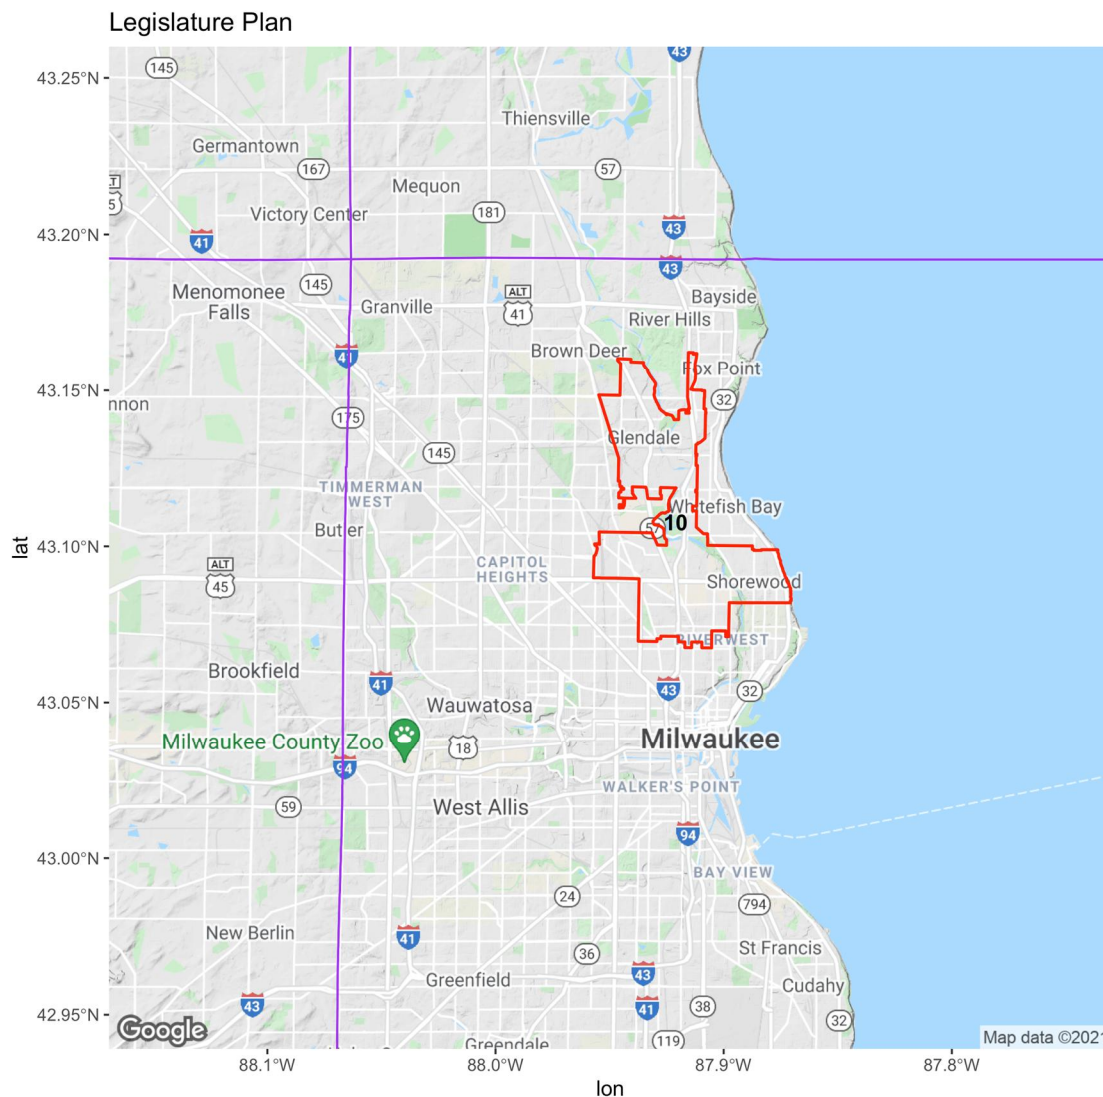 Legislature Plan
43
43.25°N
145
Thiensville
Germantown
167
57
LT
5
Mequon
Victory Center
181
43.20°N
41
43
43
145
Menomonee
Falls
Granville
ALT
41
Bayside
River Hills
41
Brown Deer
Fox Point
43.15°N
32
nnon
175
Glendale
145
TIMMERMAN
WEST
Whitefish Bay
Butler
57
10
lat
43.10°N
ALT
45
CAPITOL
HEIGHTS
Shorewood
RIVERWEST
Brookfield
41
43
32
43.05°N
Wauwatosa
Milwaukee County Zoo
18
Milwaukee
94
WALKER'S POINT
59
West Allis
94
43.00°N
BAY VIEW
24
794
New Berlin
41
36
St Francis
43
Greenfield
43
41
38
Cudahy
42.95°N
32
Google
Greendale
119
Map data ©2021
88.1°W
88.0°W
87.9°W
87.8°W
lon